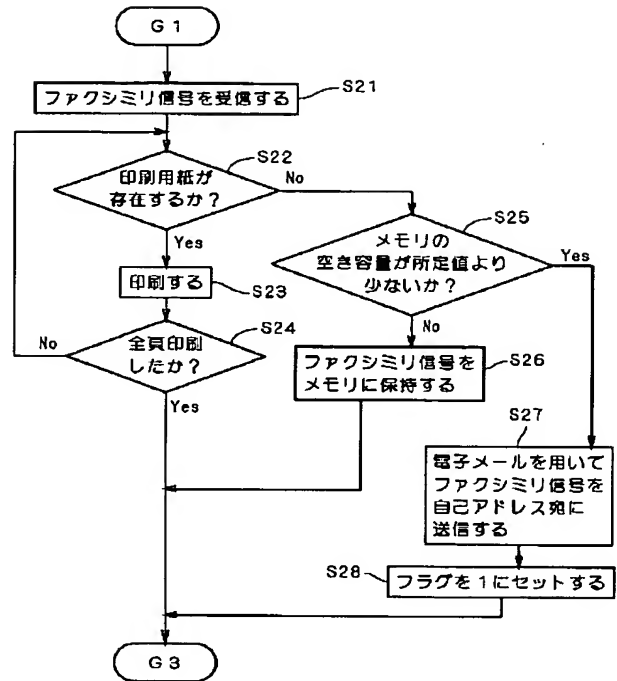 G1
S21
ファクシミリ信号を受信する
S22
印刷用紙が
存在するか？
No
Yes
S25
メモリの
空き容量が所定値より
少ないか？
Yes
No
印刷する
S23
S24
全頁印刷
したか？
No
Yes
S26
ファクシミリ信号を
メモリに保持する
S27
電子メールを用いて
ファクシミリ信号を
自己アドレス宛に
送信する
S28
フラグを1にセットする
G3